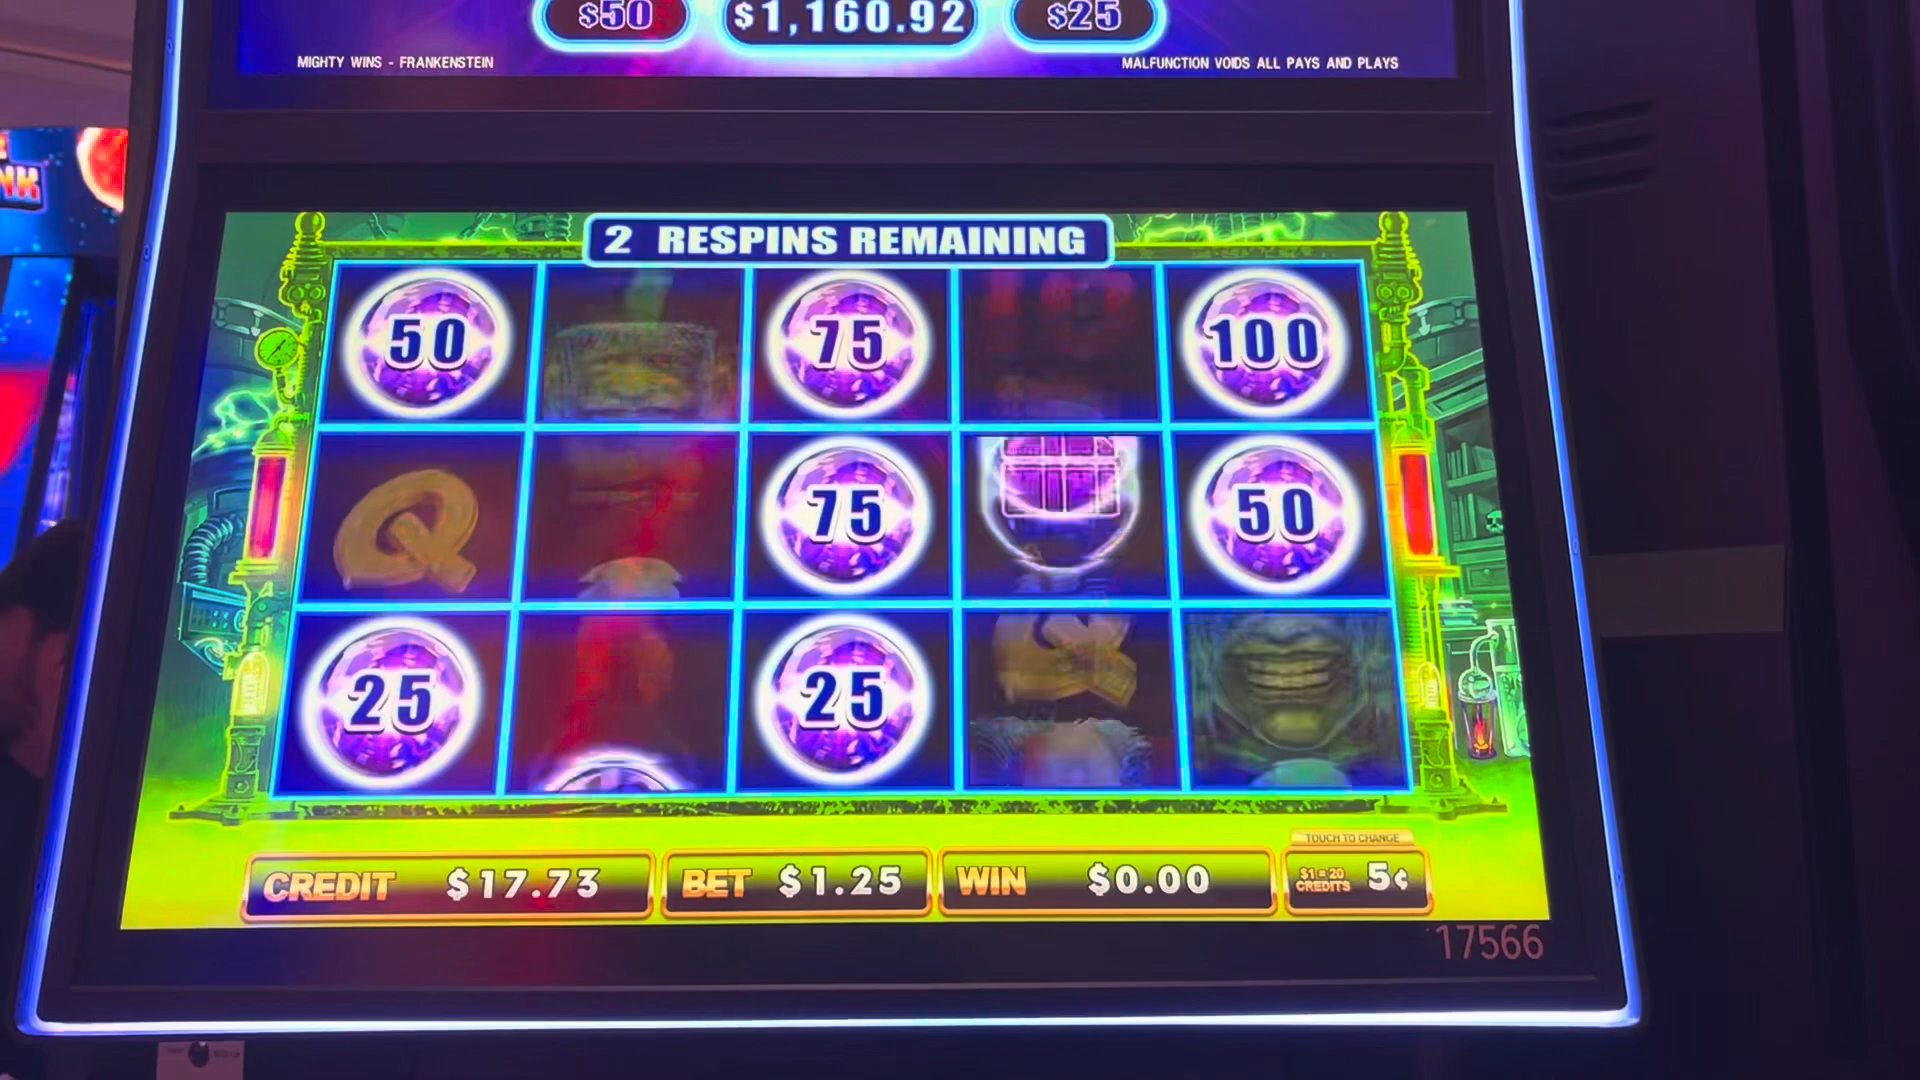 $50 $1,160.92 $25
MIGHTY WINS - FRANKENSTEIN MALFUNCTION VOIDS ALL PAYS AND PLAYS
NK
2 RESPINS REMAINING
50 75 100
Q 75 50
25 25 Q
TOUCH TO CHANGE
CREDIT $17.73 BET $1.25 WIN $0.00 $1=20 CREDITS 5¢
17566